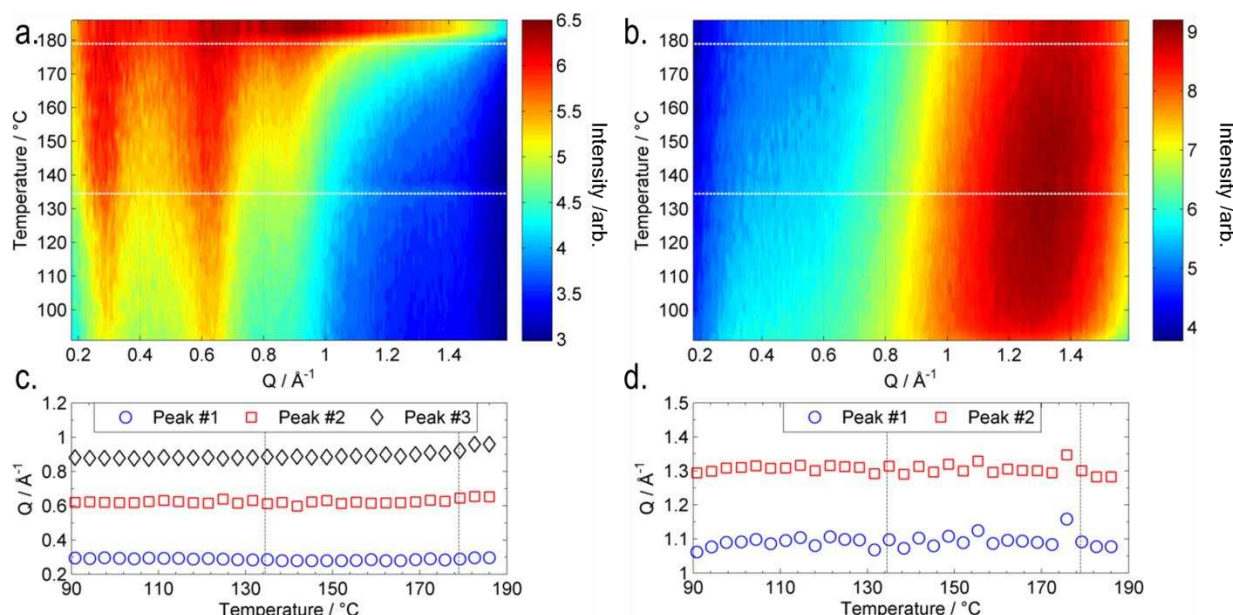 a.
6.5
6
5.5
5
4.5
4
3.5
3
Intensity /arb.
180
170
160
150
140
130
120
110
100
Temperature / °C
0.2 0.4 0.6 0.8 1 1.2 1.4
Q / Å-1
b.
9
8
7
6
5
4
Intensity /arb.
180
170
160
150
140
130
120
110
100
Temperature / °C
0.2 0.4 0.6 0.8 1 1.2 1.4
Q / Å-1
c.
Peak #1 Peak #2 Peak #3
1.2
1
0.8
0.6
0.4
0.2
Q / Å-1
90 110 130 150 170 190
Temperature / °C
d.
Peak #1 Peak #2
1.5
1.4
1.3
1.2
1.1
1
Q / Å-1
90 110 130 150 170 190
Temperature / °C